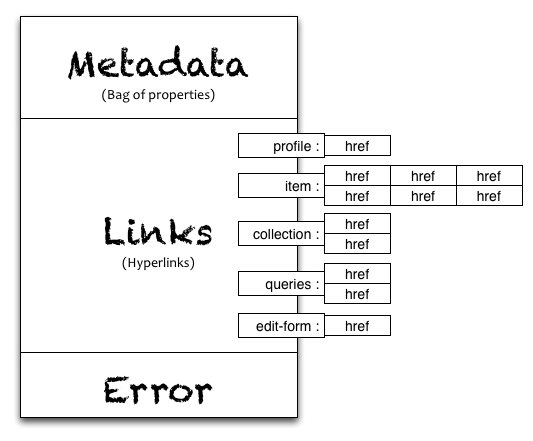 Metadata
(Bag of properties)
profile : href
item : href href href
href href href
Links
(Hyperlinks)
collection : href
href
queries : href
href
edit-form : href
Error